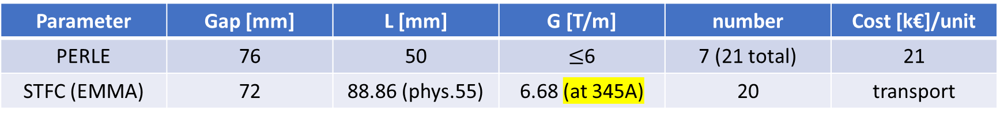 Parameter Gap [mm] L [mm] G [T/m] number Cost [k€]/unit
PERLE 76 50 ≤6 7 (21 total) 21
STFC (EMMA) 72 88.86 (phys.55) 6.68 (at 345A) 20 transport